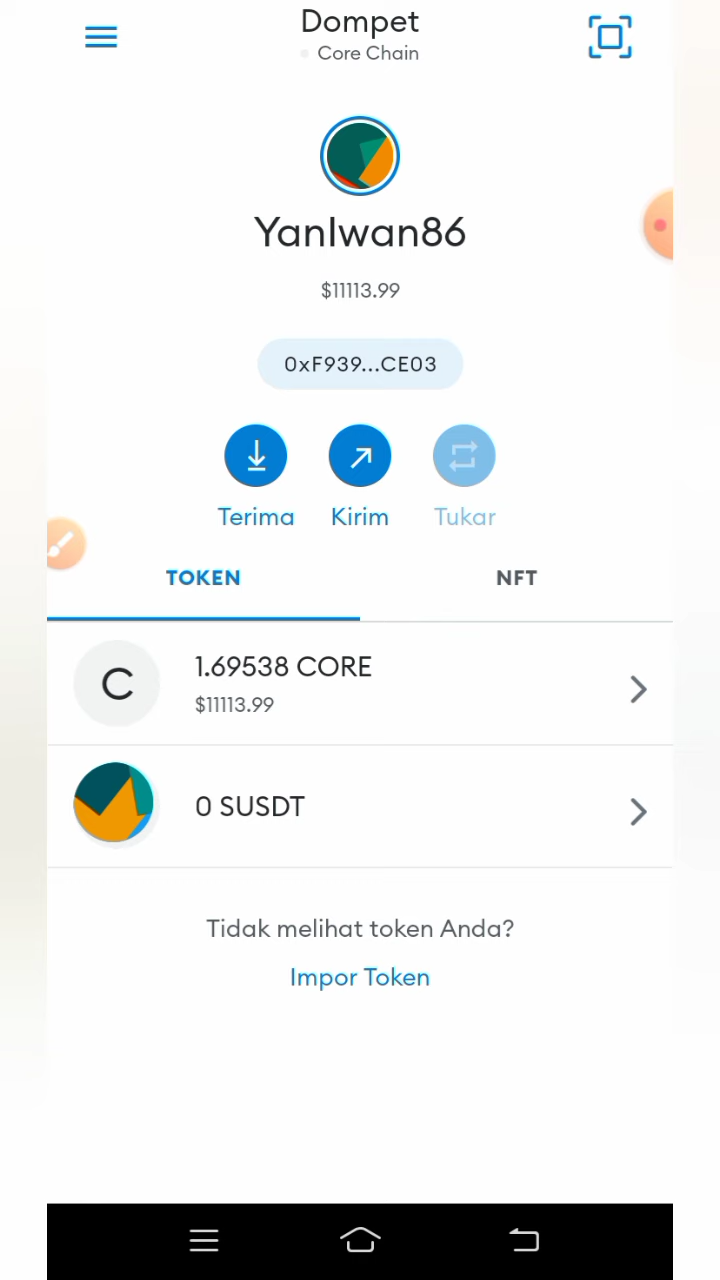 Dompet
Core Chain
YanIwan86
$11113.99
0xF939...CE03
Terima
Kirim
Tukar
TOKEN
NFT
C
1.69538 CORE
$11113.99
0 SUSDT
Tidak melihat token Anda?
Impor Token